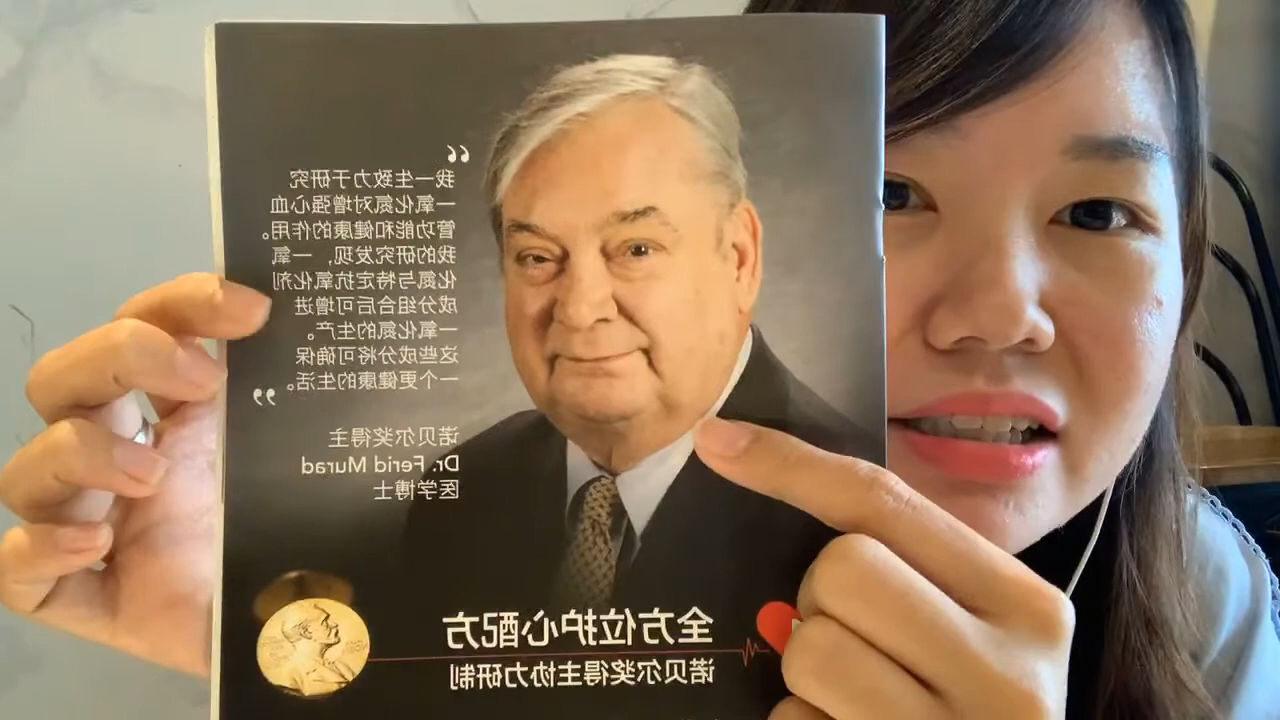 “
我一生致力于研究
一氧化氮对增强心血
管功能和健康的作用。
我的研究发现，一氧
化氮与特定抗氧化剂
成分组合后可增进
一氧化氮的生产。
这些成分将可确保
一个更健康的生活。
”
诺贝尔奖得主
Dr. Ferid Murad
医学博士
全方位护心配方
诺贝尔奖得主协力研制